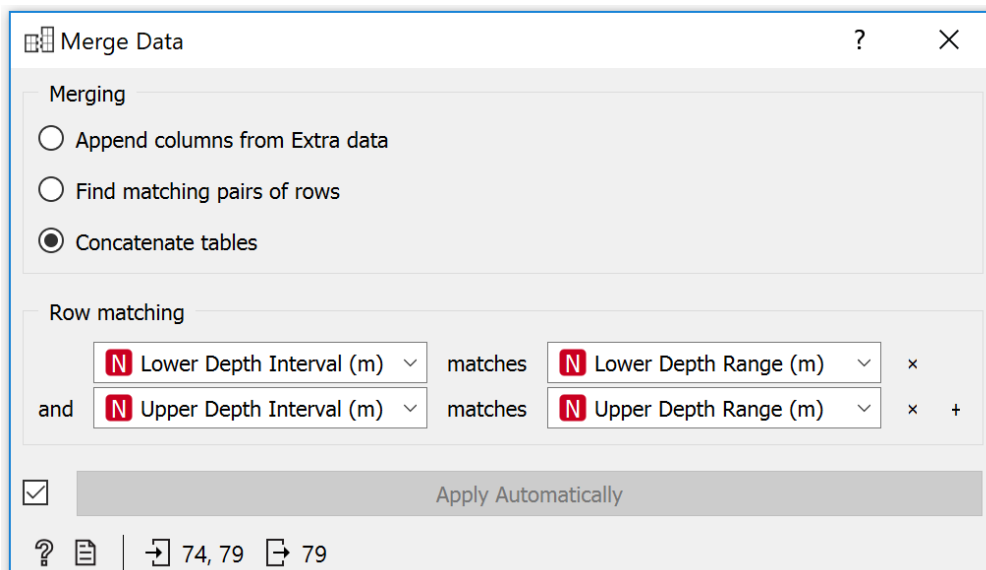 Merge Data ? ×
Merging
Append columns from Extra data
Find matching pairs of rows
Concatenate tables
Row matching
N Lower Depth Interval (m) matches N Lower Depth Range (m) ×
and N Upper Depth Interval (m) matches N Upper Depth Range (m) × +
Apply Automatically
? 74, 79 79